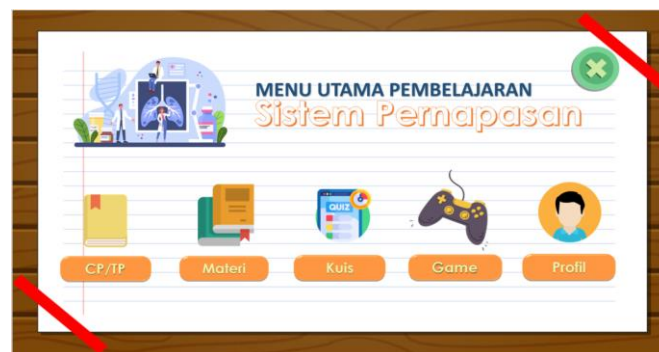 MENU UTAMA PEMBELAJARAN
Sistem Pernapasan
QUIZ
CP/TP
Materi
Kuis
Game
Profil